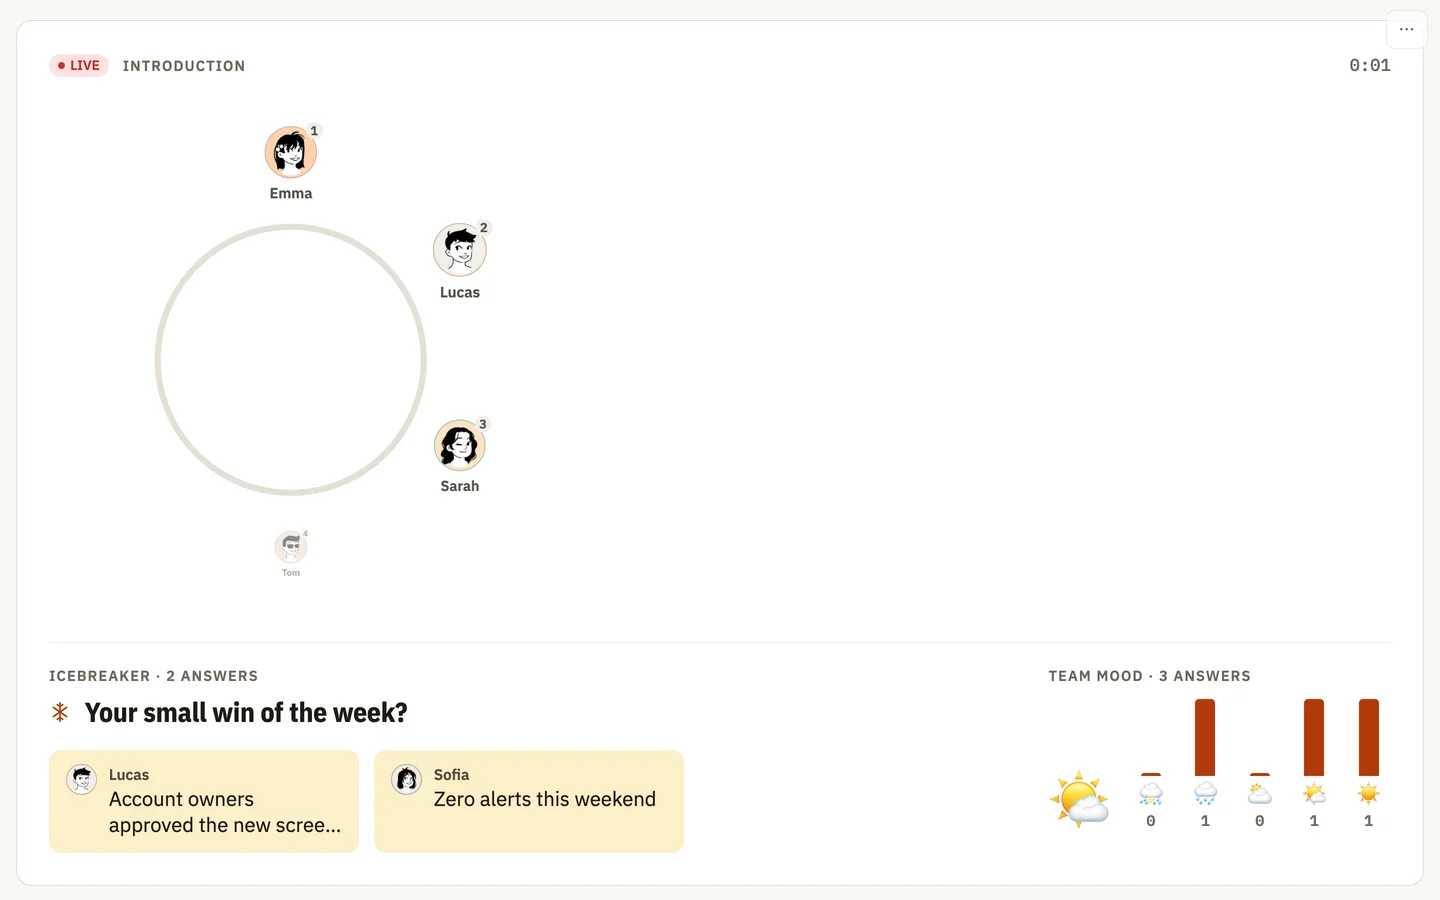 ...
LIVE INTRODUCTION 0:01
1
Emma
2
Lucas
3
Sarah
4
Tom
ICEBREAKER · 2 ANSWERS
Your small win of the week?
Lucas
Account owners
approved the new scree...
Sofia
Zero alerts this weekend
TEAM MOOD · 3 ANSWERS
0 1 0 1 1